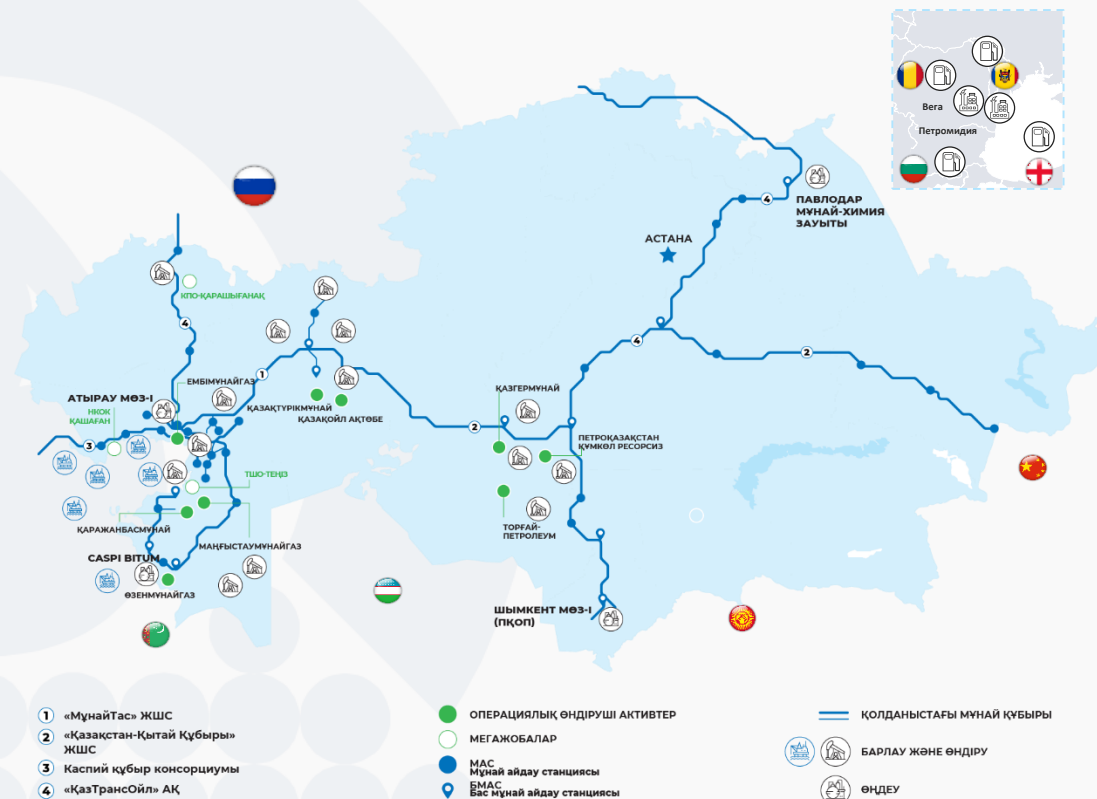 Вега
Петромидия
ПАВЛОДАР
МҰНАЙ-ХИМИЯ
ЗАУЫТЫ
4
АСТАНА
КПО-ҚАРАШЫҒАНАҚ
4
4
2
1
ЕМБІМҰНАЙГАЗ
АТЫРАУ МӨЗ-І
НКОК
ҚАШАҒАН
ҚАЗАҚТҮРІКМҰНАЙ
ҚАЗАҚОЙЛ АҚТӨБЕ
ҚАЗГЕРМҰНАЙ
2
3
ПЕТРОҚАЗАҚСТАН
ҚҰМКӨЛ РЕСОРСИЗ
ТШО-ТЕҢІЗ
ҚАРАЖАНБАСМҰНАЙ
ТОРҒАЙ-
ПЕТРОЛЕУМ
МАҢҒЫСТАУМҰНАЙГАЗ
CASPI BITUM
ӨЗЕНМҰНАЙГАЗ
ШЫМКЕНТ МӨЗ-І
(ПҚОП)
1 «МұнайТас» ЖШС
2 «Қазақстан-Қытай Құбыры»
ЖШС
3 Каспий құбыр консорциумы
4 «ҚазТрансОйл» АҚ
ОПЕРАЦИЯЛЫҚ ӨНДІРУШІ АКТИВТЕР
МЕГАЖОБАЛАР
МАС
Мұнай айдау станциясы
БМАС
Бас мұнай айдау станциясы
ҚОЛДАНЫСТАҒЫ МҰНАЙ ҚҰБЫРЫ
БАРЛАУ ЖӘНЕ ӨНДІРУ
ӨҢДЕУ